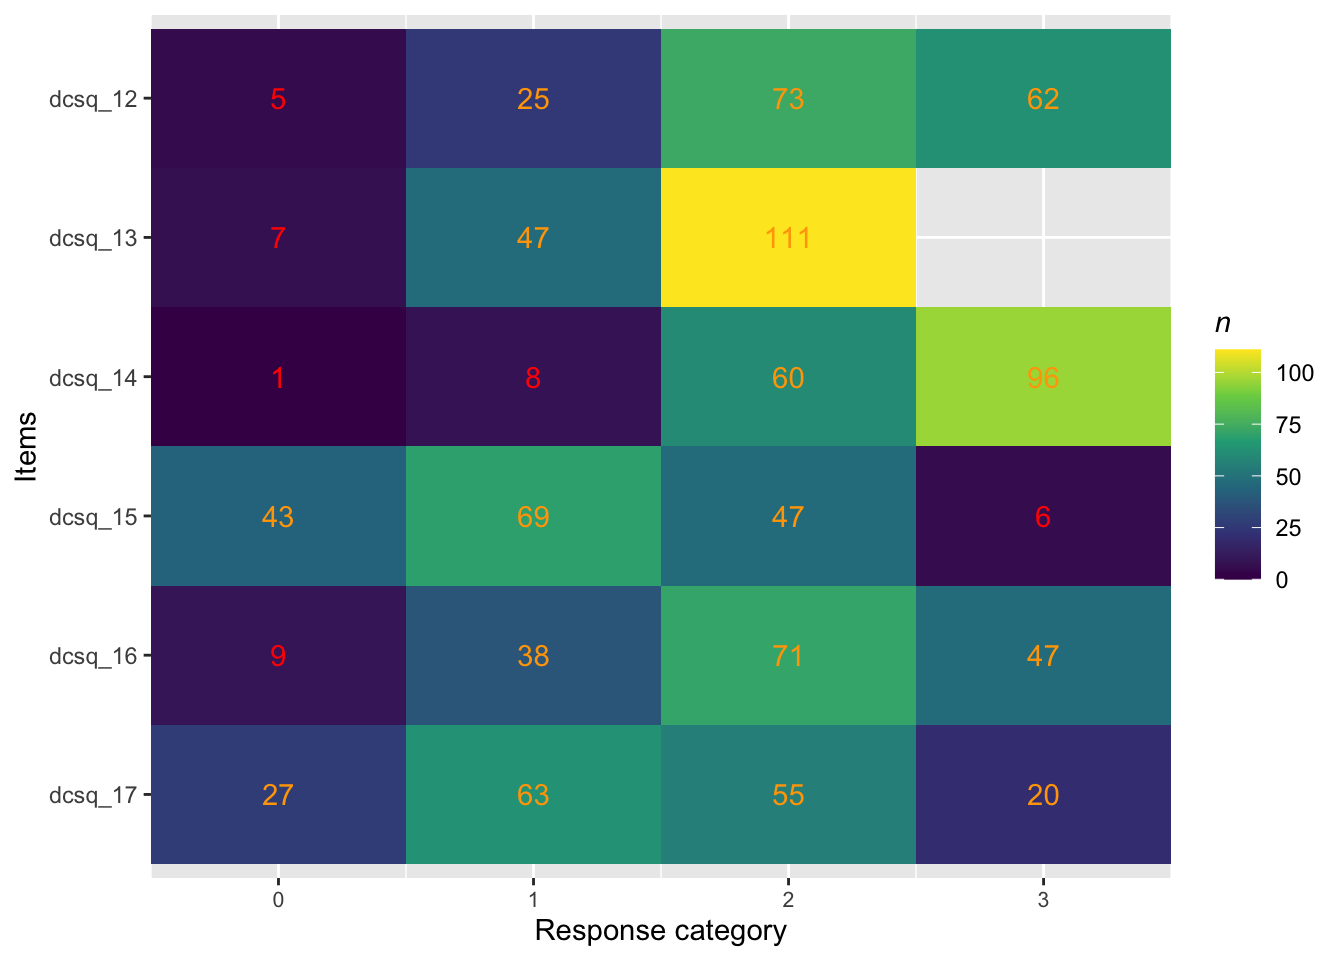 dcsq_12 5 25 73 62
dcsq_13 7 47 111
dcsq_14 1 8 60 96
dcsq_15 43 69 47 6
dcsq_16 9 38 71 47
dcsq_17 27 63 55 20
0 1 2 3
Response category
Items
n
100
75
50
25
0